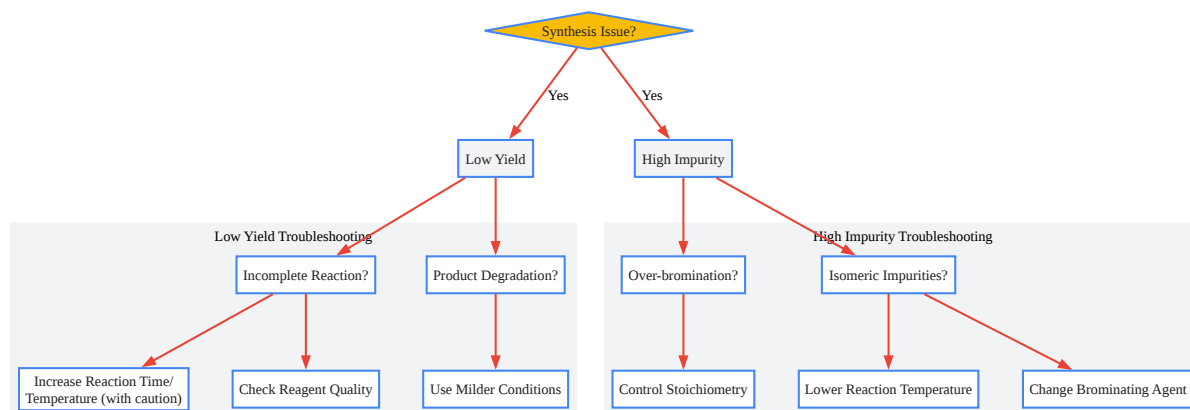 Synthesis Issue?
Yes
Yes
Low Yield
High Impurity
Low Yield Troubleshooting
High Impurity Troubleshooting
Incomplete Reaction?
Product Degradation?
Over-bromination?
Isomeric Impurities?
Increase Reaction Time/
Temperature (with caution)
Check Reagent Quality
Use Milder Conditions
Control Stoichiometry
Lower Reaction Temperature
Change Brominating Agent